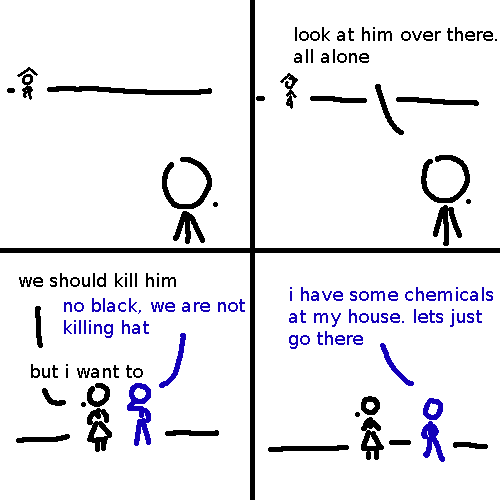 look at him over there.
all alone
we should kill him
no black, we are not
killing hat
but i want to
i have some chemicals
at my house. lets just
go there